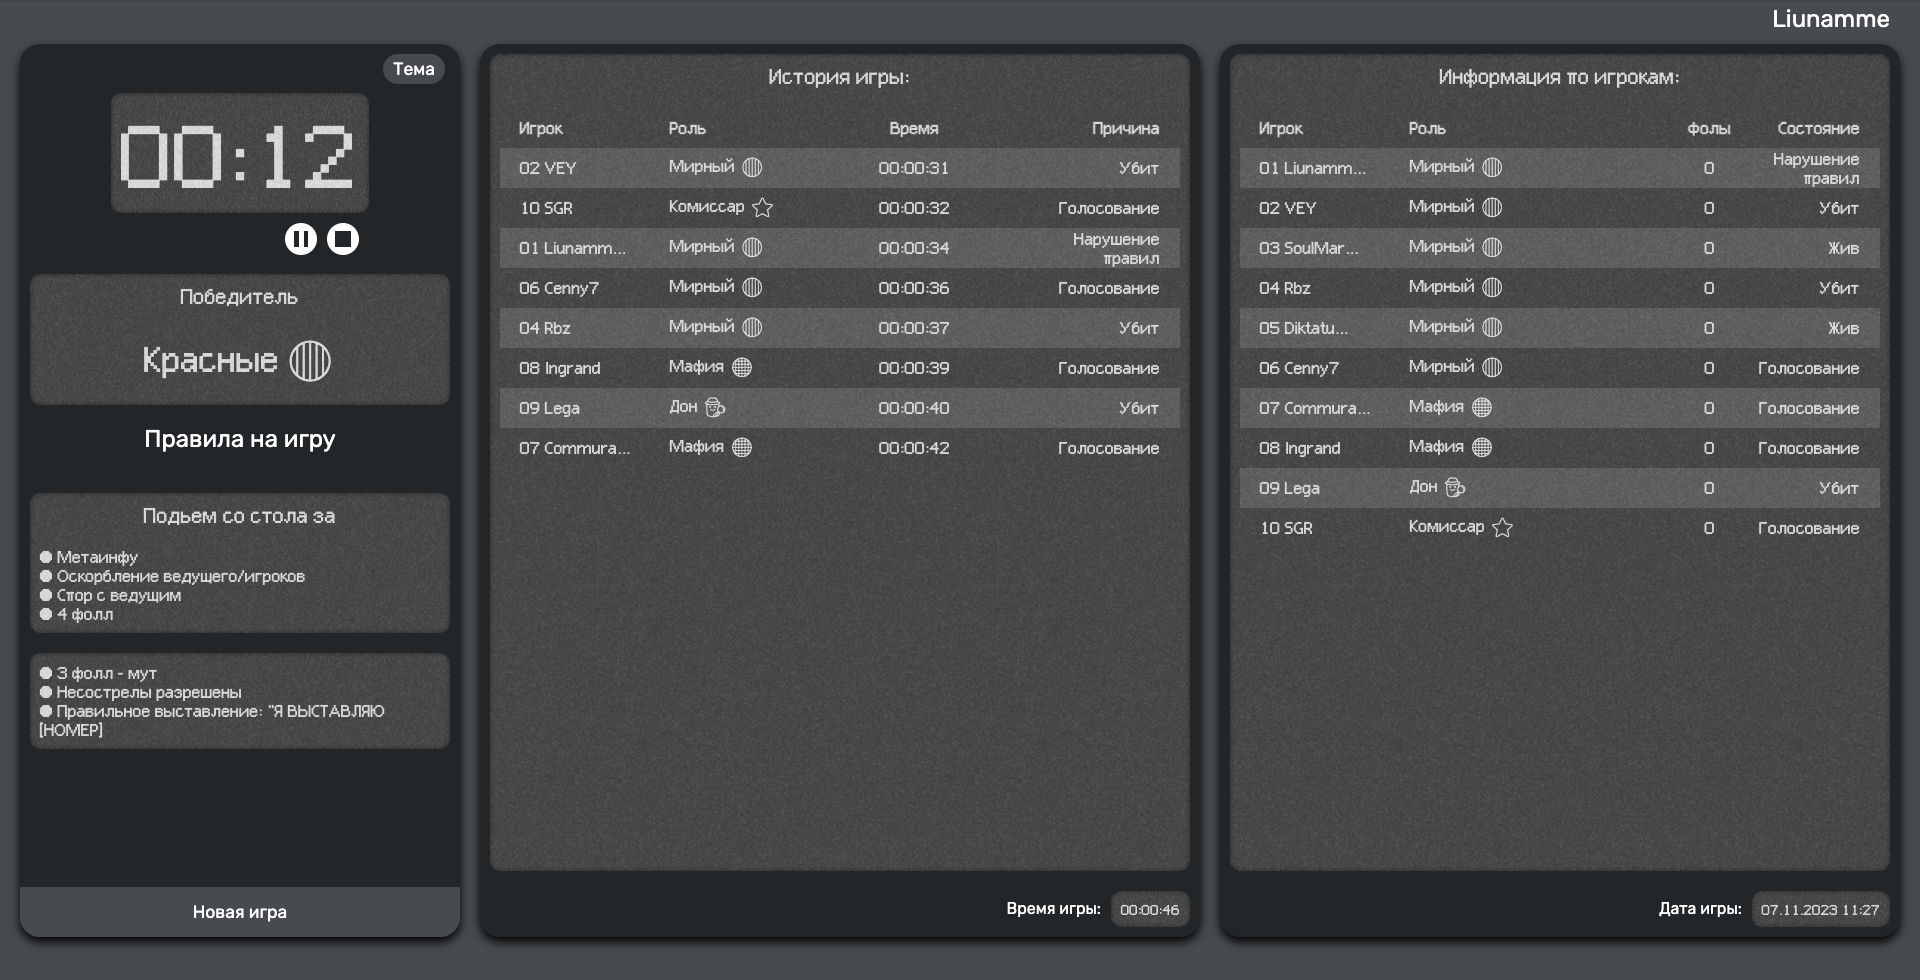 Liunamme
Тема
00:12
Победитель
Красные
Правила на игру
Подьем со стола за
● Метаинфу
● Оскорбление ведущего/игроков
● Спор с ведущим
● 4 фолл
● 3 фолл - мут
● Несострелы разрешены
● Правильное выставление: "Я ВЫСТАВЛЯЮ
[НОМЕР]
Новая игра
История игры:
Игрок Роль Время Причина
02 VEY Мирный 00:00:31 Убит
10 SGR Комиссар 00:00:32 Голосование
01 Liunamm... Мирный 00:00:34 Нарушение
правил
06 Cenny7 Мирный 00:00:36 Голосование
04 Rbz Мирный 00:00:37 Убит
08 Ingrand Мафия 00:00:39 Голосование
09 Lega Дон 00:00:40 Убит
07 Commura... Мафия 00:00:42 Голосование
Время игры: 00:00:46
Информация по игрокам:
Игрок Роль Фолы Состояние
01 Liunamm... Мирный 0 Нарушение
правил
02 VEY Мирный 0 Убит
03 SoulMar... Мирный 0 Жив
04 Rbz Мирный 0 Убит
05 Diktatu... Мирный 0 Жив
06 Cenny7 Мирный 0 Голосование
07 Commura... Мафия 0 Голосование
08 Ingrand Мафия 0 Голосование
09 Lega Дон 0 Убит
10 SGR Комиссар 0 Голосование
Дата игры: 07.11.2023 11:27